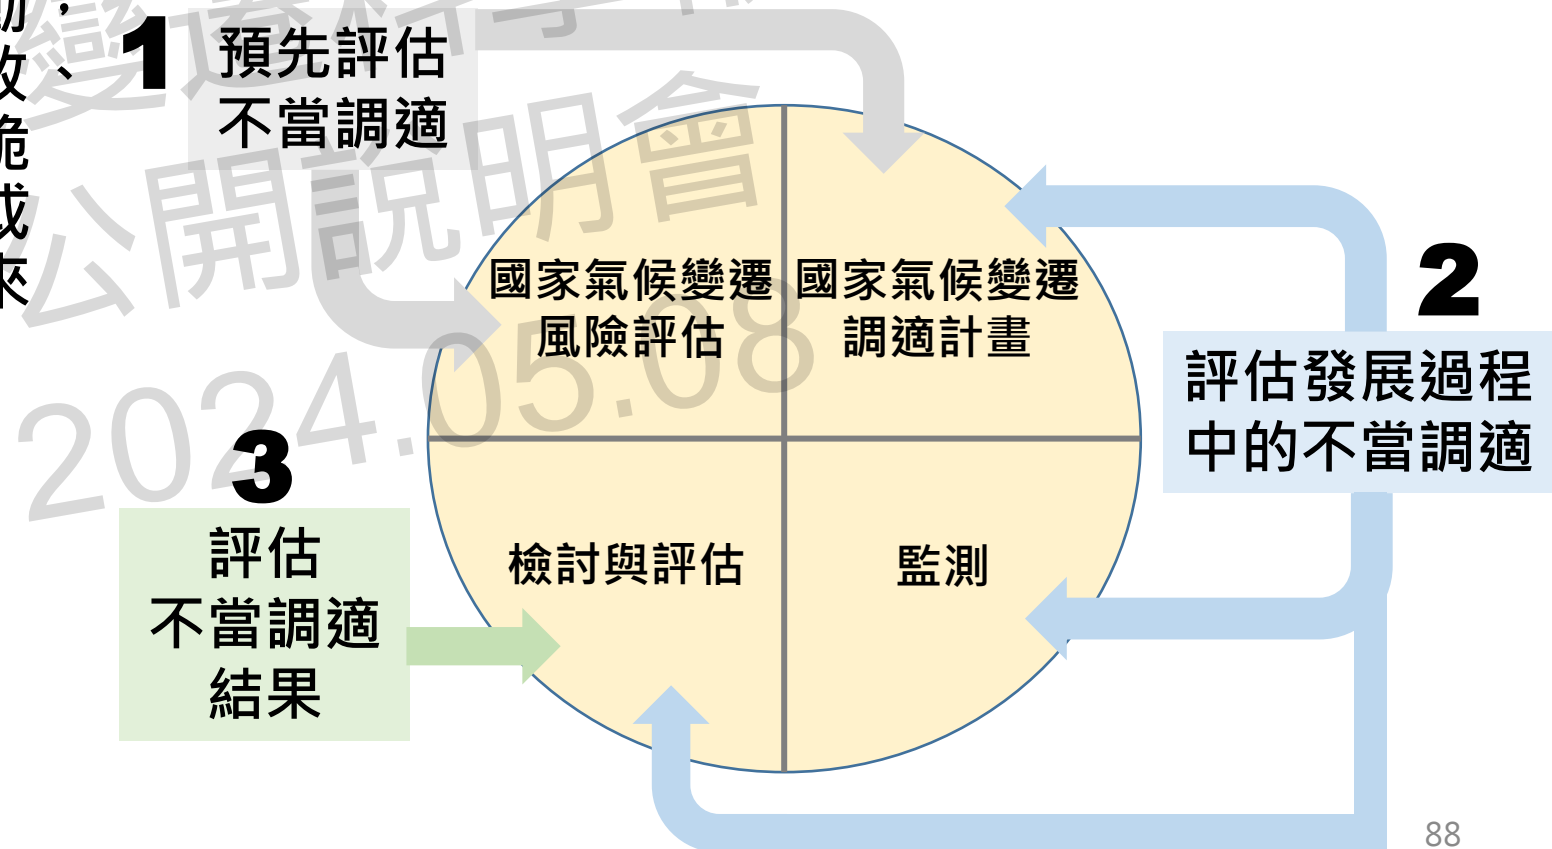 1
預先評估
不當調適
國家氣候變遷
風險評估
國家氣候變遷
調適計畫
2
評估發展過程
中的不當調適
3
評估
不當調適
結果
檢討與評估
監測
公開說明會
2024.05.08
88